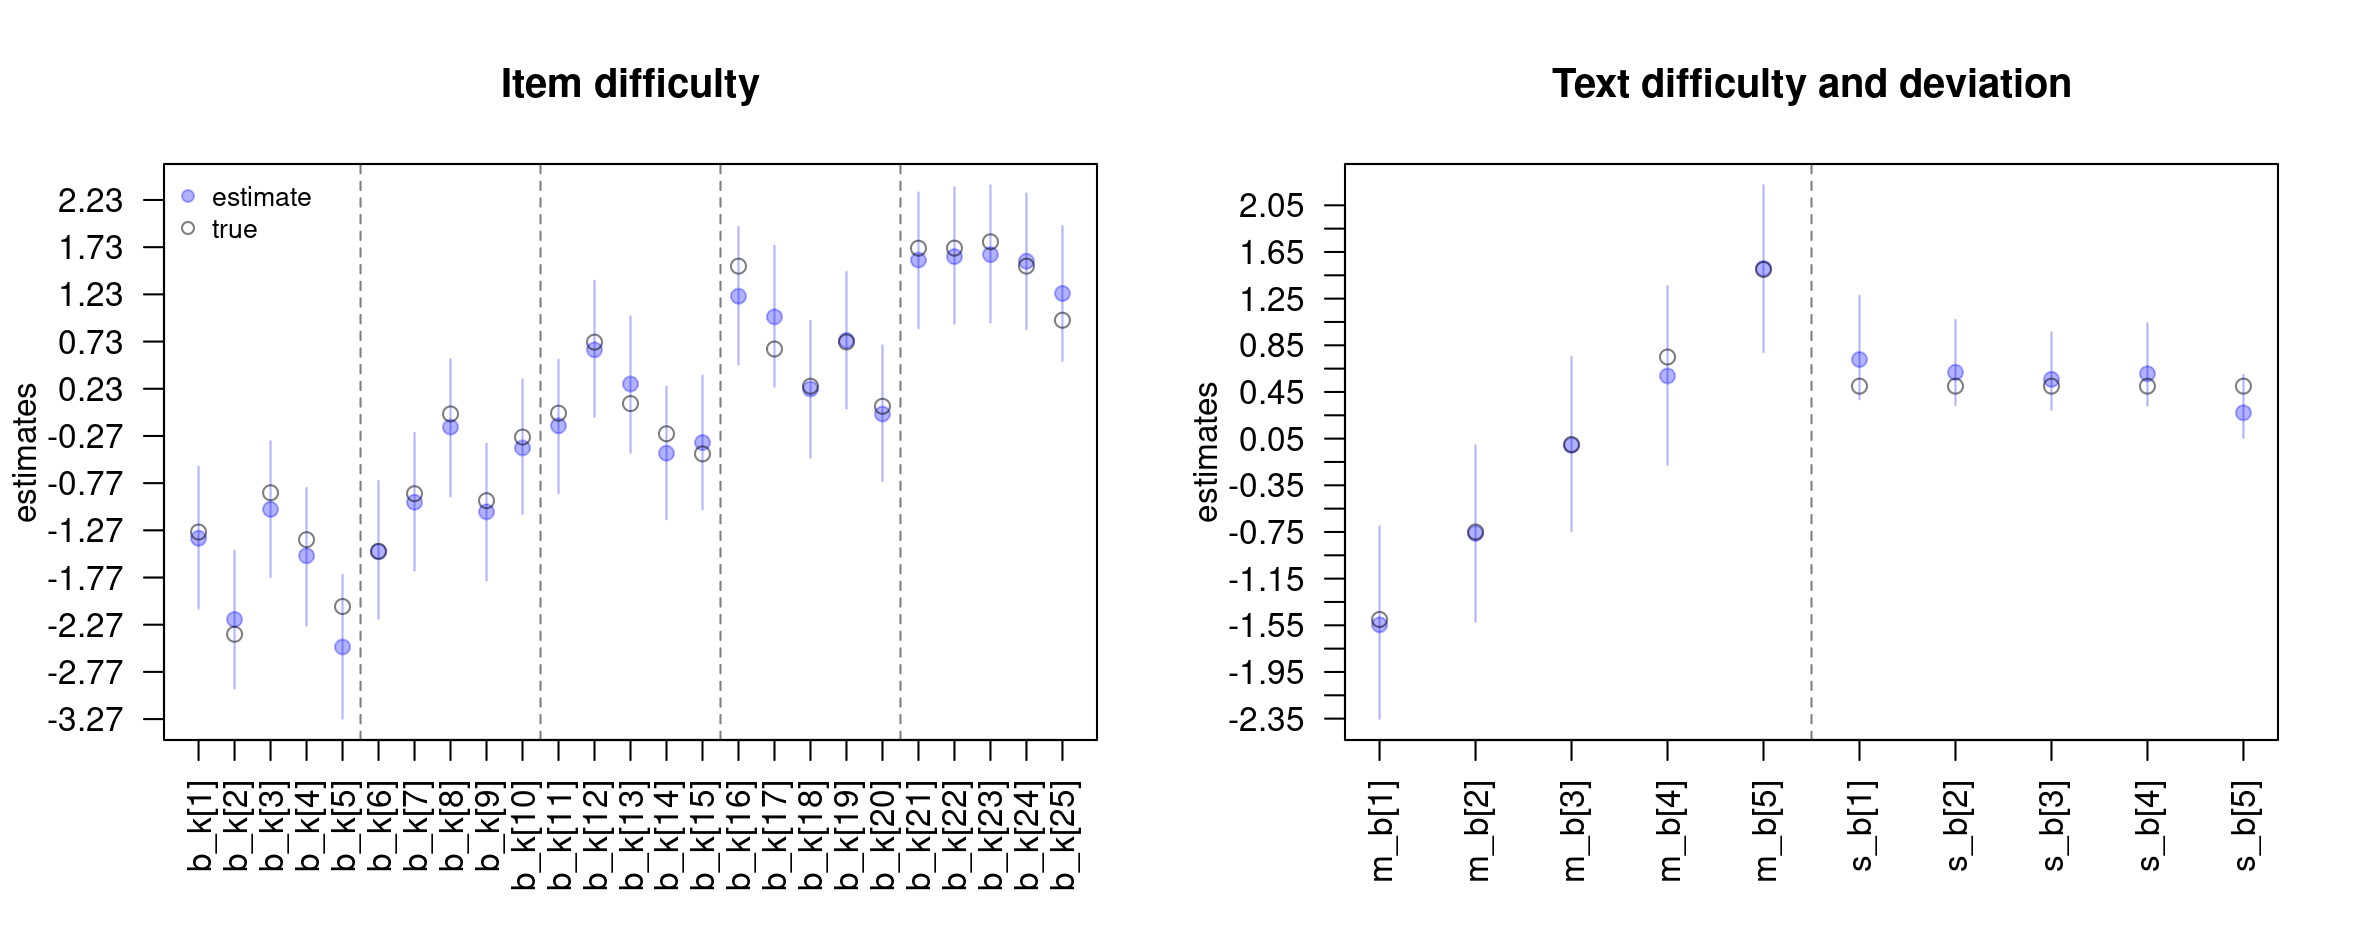 Item difficulty
estimates
2.23
1.73
1.23
0.73
0.23
-0.27
-0.77
-1.27
-1.77
-2.27
-2.77
-3.27
estimate
true
b_k[1]
b_k[2]
b_k[3]
b_k[4]
b_k[5]
b_k[6]
b_k[7]
b_k[8]
b_k[9]
b_k[10]
b_k[11]
b_k[12]
b_k[13]
b_k[14]
b_k[15]
b_k[16]
b_k[17]
b_k[18]
b_k[19]
b_k[20]
b_k[21]
b_k[22]
b_k[23]
b_k[24]
b_k[25]
Text difficulty and deviation
estimates
2.05
1.65
1.25
0.85
0.45
0.05
-0.35
-0.75
-1.15
-1.55
-1.95
-2.35
m_b[1]
m_b[2]
m_b[3]
m_b[4]
m_b[5]
s_b[1]
s_b[2]
s_b[3]
s_b[4]
s_b[5]